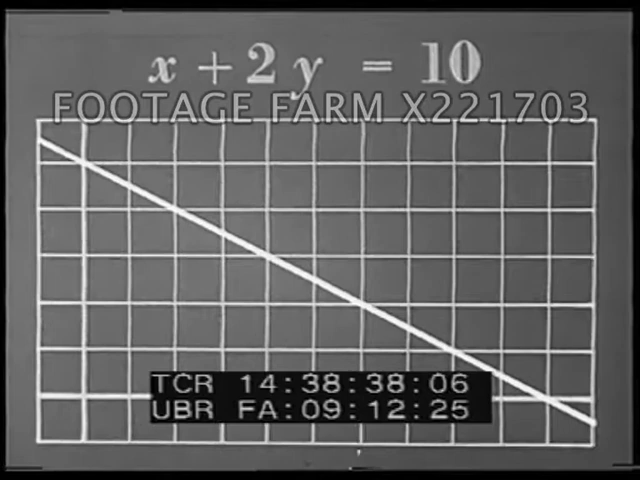 x + 2 y = 10
FOOTAGE FARM X221703
TCR 14:38:38:06
UBR FA:09:12:25